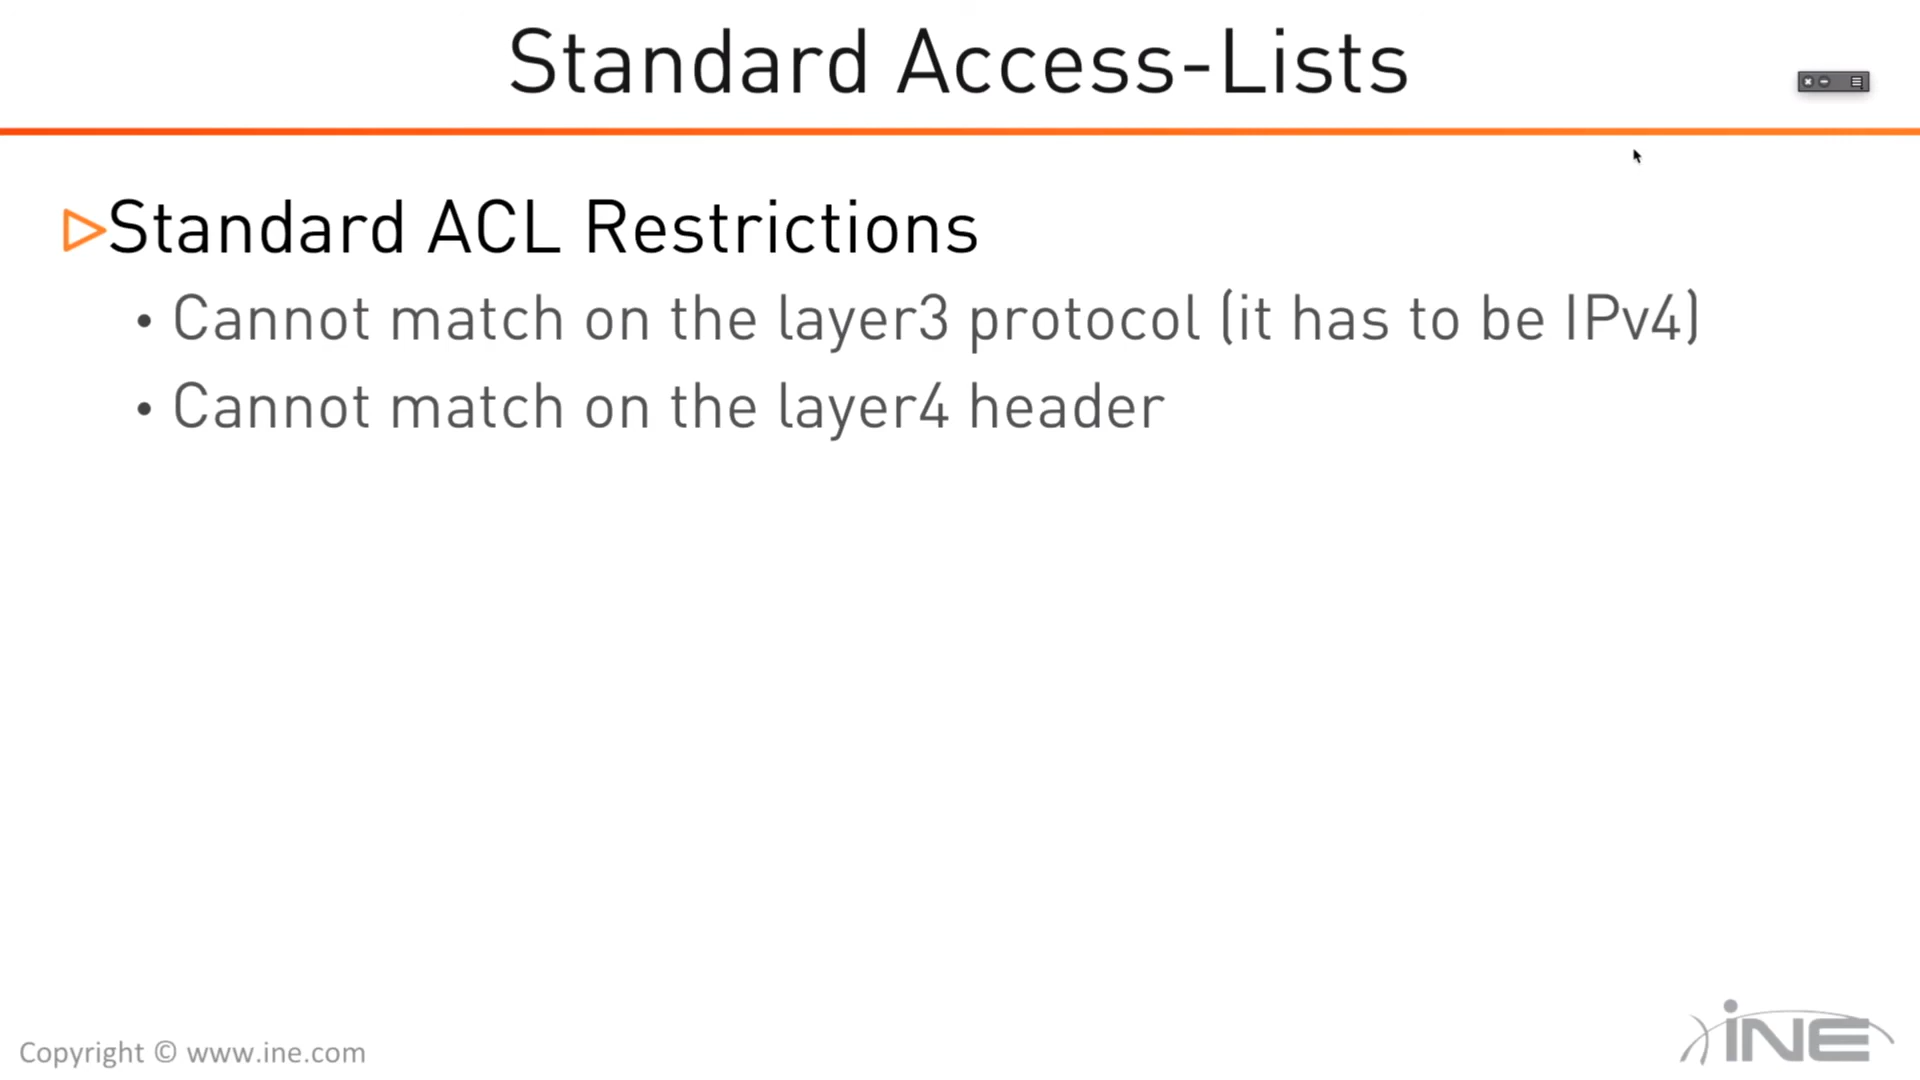 Standard Access-Lists
Standard ACL Restrictions
• Cannot match on the layer3 protocol (it has to be IPv4)
• Cannot match on the layer4 header
Copyright © www.ine.com
iNE